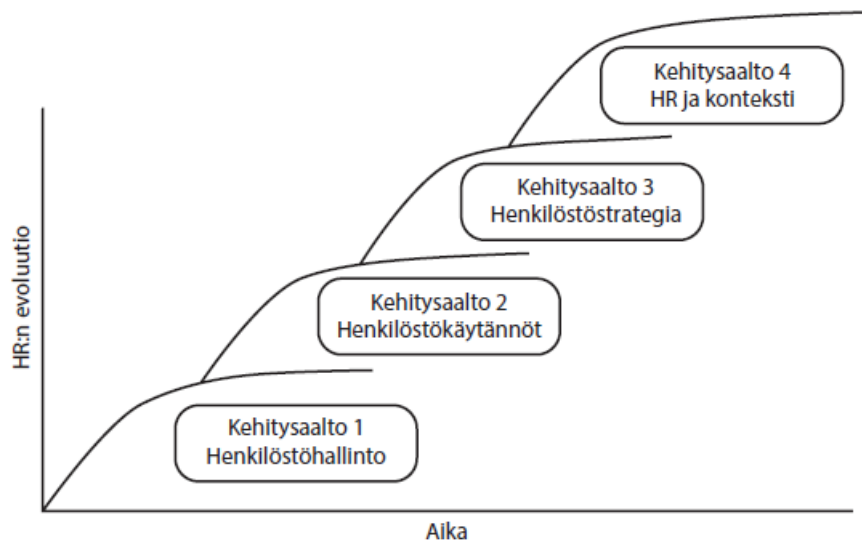 Kehitysaalto 4
HR ja konteksti
Kehitysaalto 3
Henkilöstöstrategia
Kehitysaalto 2
Henkilöstökäytännöt
Kehitysaalto 1
Henkilöstöhallinto
HR:n evoluutio
Aika